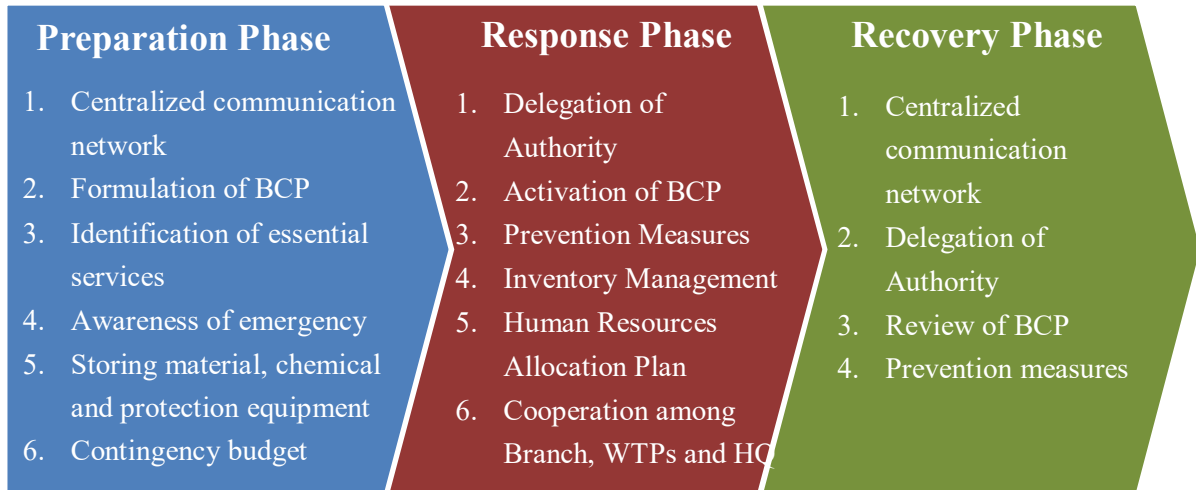 Preparation Phase
1. Centralized communication
network
2. Formulation of BCP
3. Identification of essential
services
4. Awareness of emergency
5. Storing material, chemical
and protection equipment
6. Contingency budget
Response Phase
1. Delegation of
Authority
2. Activation of BCP
3. Prevention Measures
4. Inventory Management
5. Human Resources
Allocation Plan
6. Cooperation among
Branch, WTPs and HQ
Recovery Phase
1. Centralized
communication
network
2. Delegation of
Authority
3. Review of BCP
4. Prevention measures